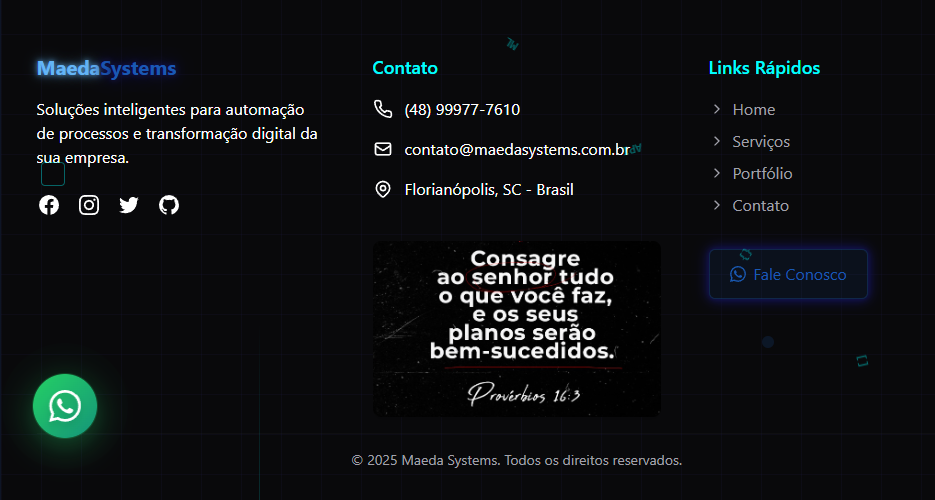 MaedaSystems
Soluções inteligentes para automação
de processos e transformação digital da
sua empresa.
Contato
(48) 99977-7610
contato@maedasystems.com.br
Florianópolis, SC - Brasil
Consagre
ao senhor tudo
o que você faz,
e os seus
planos serão
bem-sucedidos.
Provérbios 16:3
Links Rápidos
Home
Serviços
Portfólio
Contato
Fale Conosco
© 2025 Maeda Systems. Todos os direitos reservados.